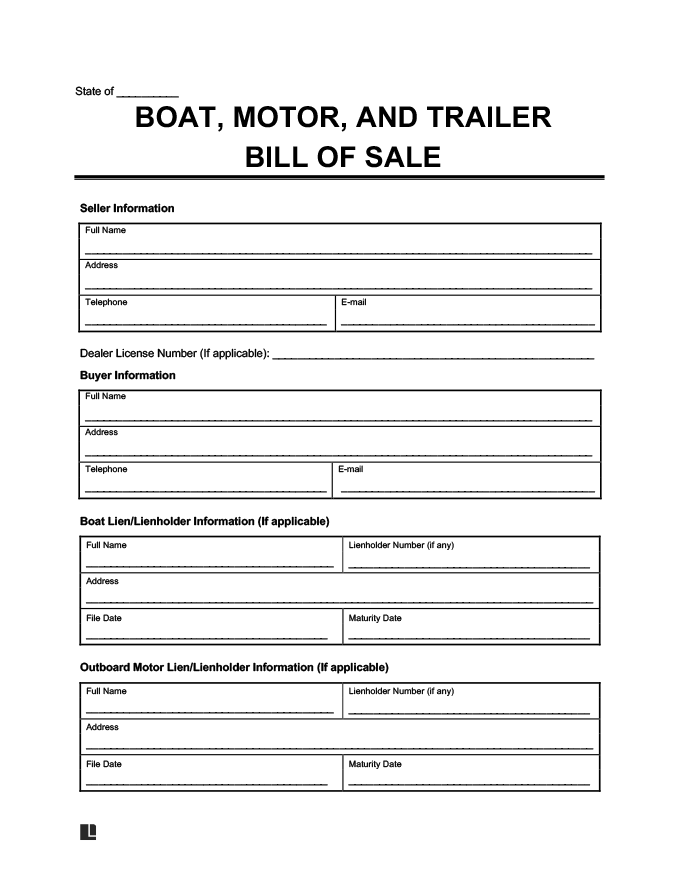 State of __________
BOAT, MOTOR, AND TRAILER
BILL OF SALE
Seller Information
Full Name
Address
Telephone E-mail
Dealer License Number (If applicable): ______________________________________________________
Buyer Information
Full Name
Address
Telephone E-mail
Boat Lien/Lienholder Information (If applicable)
Full Name Lienholder Number (if any)
Address
File Date Maturity Date
Outboard Motor Lien/Lienholder Information (If applicable)
Full Name Lienholder Number (if any)
Address
File Date Maturity Date